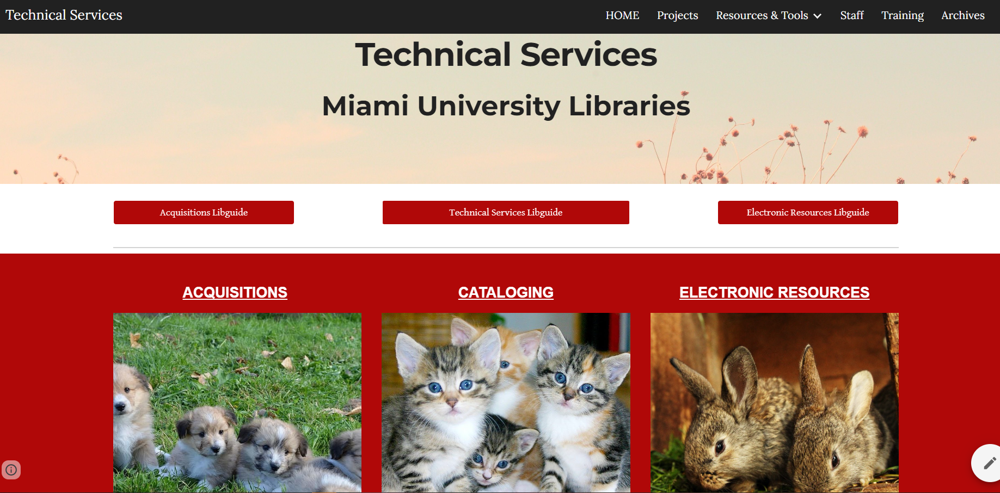 Technical Services
HOME Projects Resources & Tools Staff Training Archives
Technical Services
Miami University Libraries
Acquisitions Libguide
Technical Services Libguide
Electronic Resources Libguide
ACQUISITIONS
CATALOGING
ELECTRONIC RESOURCES